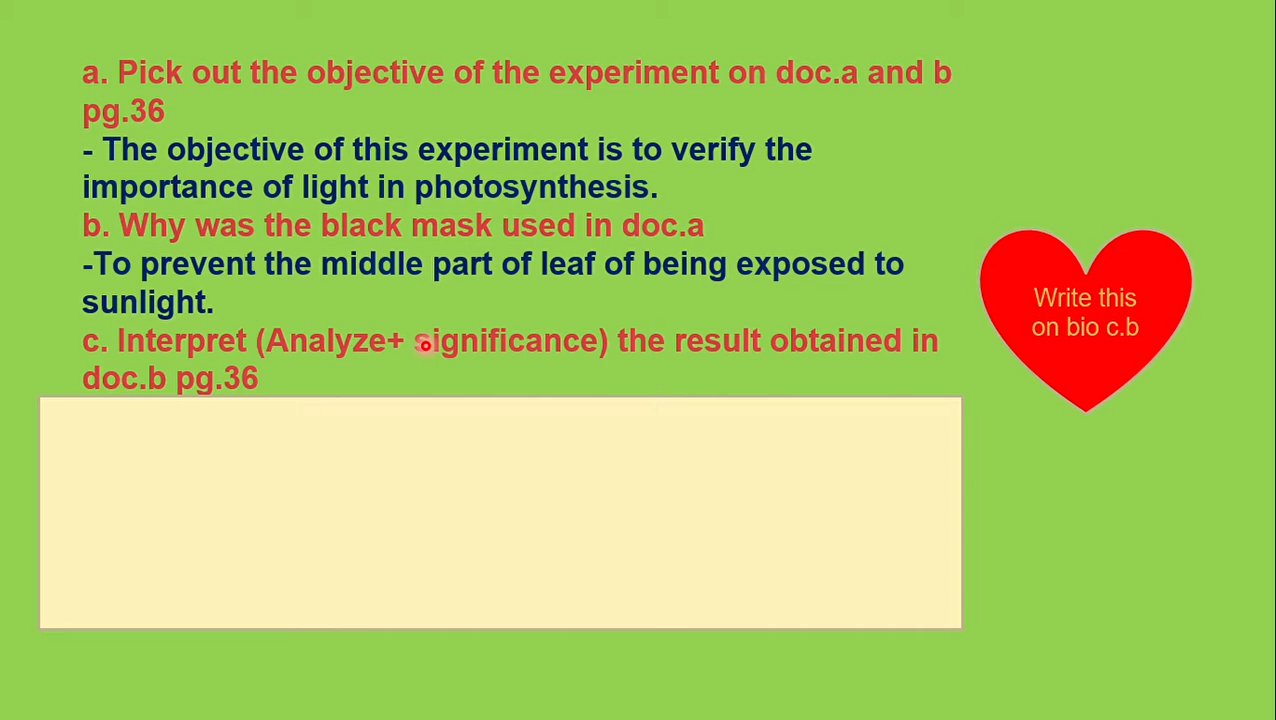 a. Pick out the objective of the experiment on doc.a and b
pg.36
- The objective of this experiment is to verify the
importance of light in photosynthesis.
b. Why was the black mask used in doc.a
-To prevent the middle part of leaf of being exposed to
sunlight.
c. Interpret (Analyze+ significance) the result obtained in
doc.b pg.36
Write this
on bio c.b